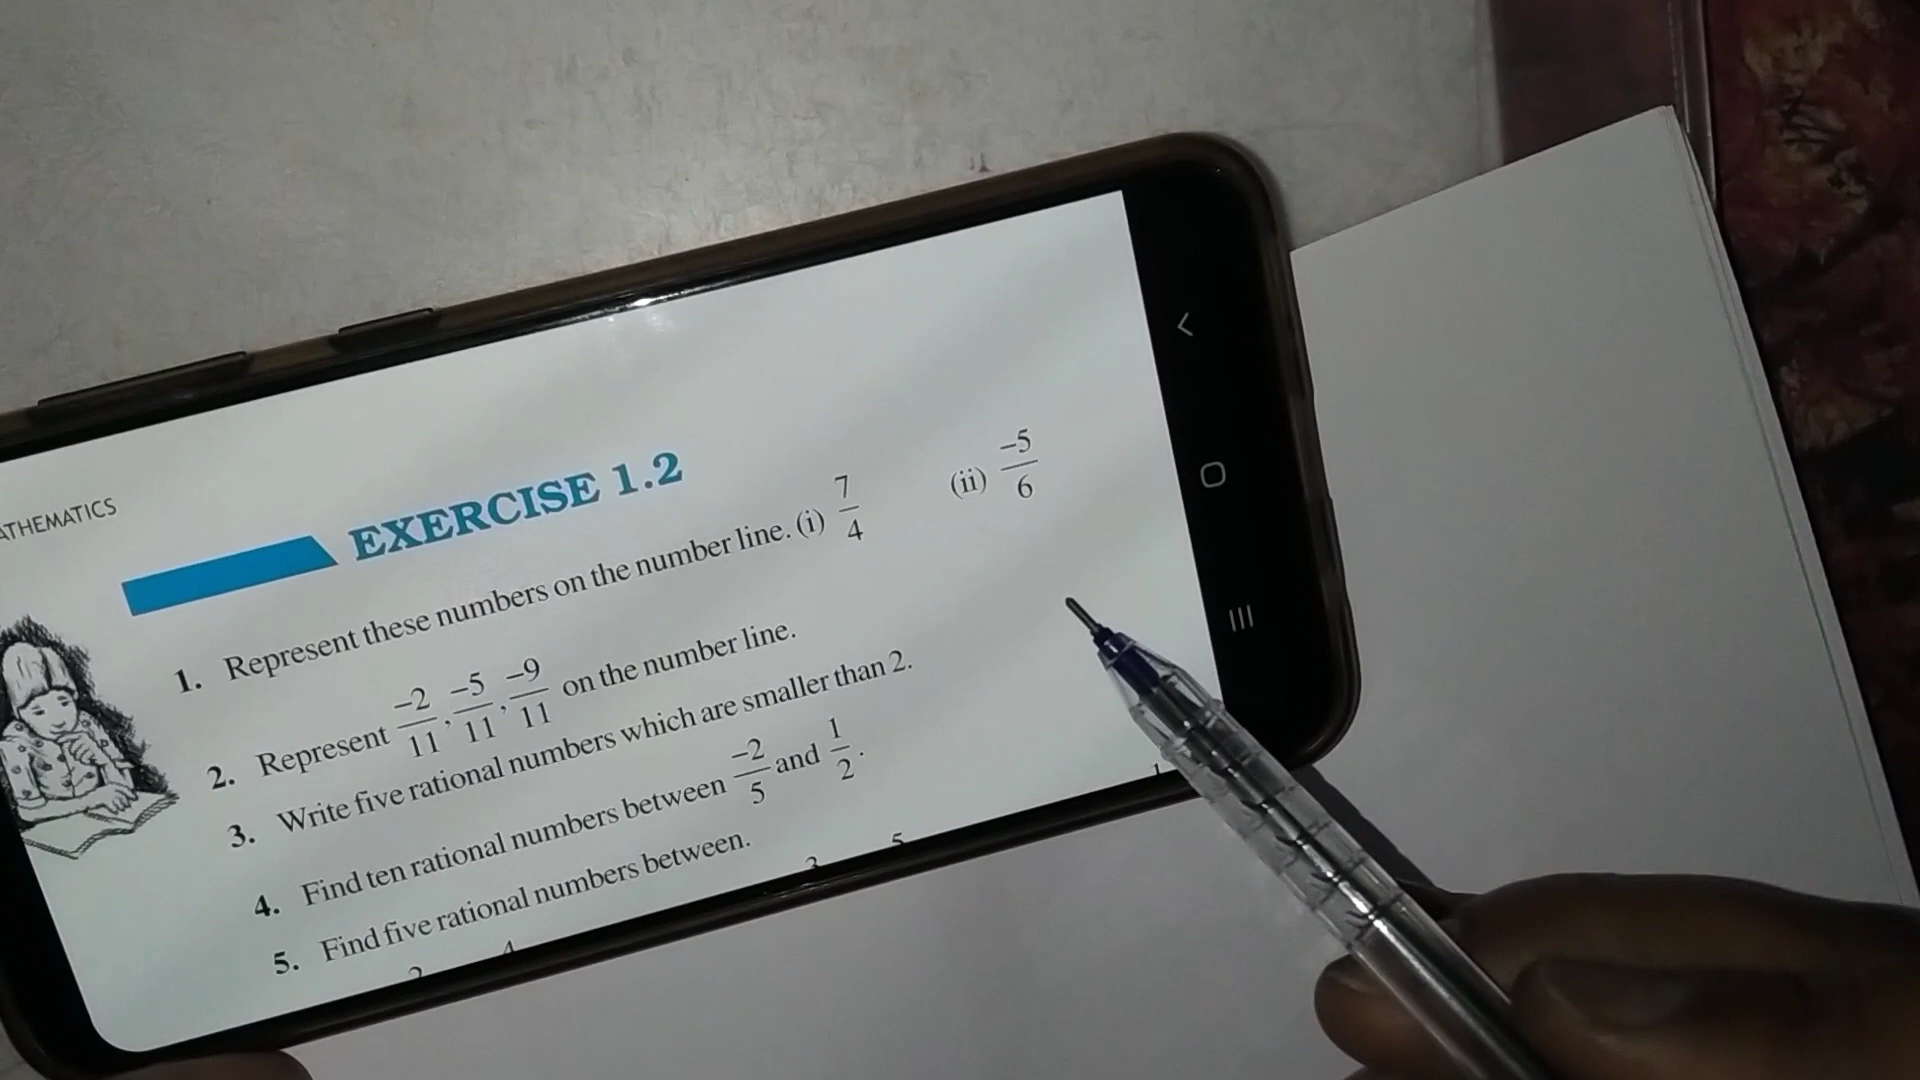 ATHEMATICS
EXERCISE 1.2
1. Represent these numbers on the number line. (i) 7/4 (ii) -5/6
2. Represent -2/11, -5/11, -9/11 on the number line.
3. Write five rational numbers which are smaller than 2.
4. Find ten rational numbers between -2/5 and 1/2.
5. Find five rational numbers between.